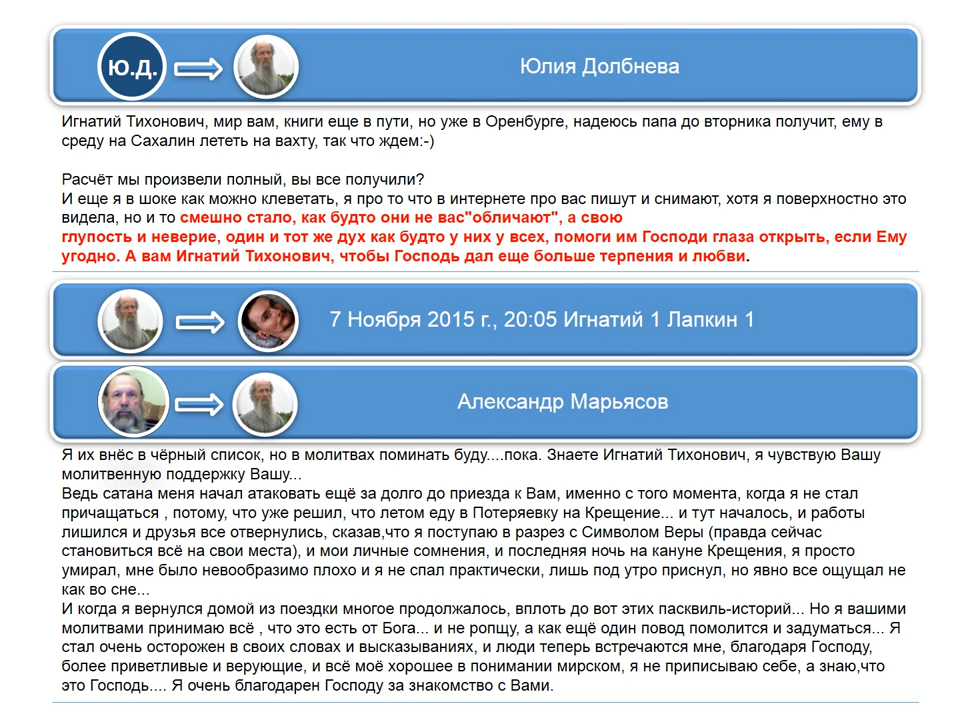 Ю.Д.
Юлия Долбнева
Игнатий Тихонович, мир вам, книги еще в пути, но уже в Оренбурге, надеюсь папа до вторника получит, ему в
среду на Сахалин лететь на вахту, так что ждем:-)
Расчёт мы произвели полный, вы все получили?
И еще я в шоке как можно клеветать, я про то что в интернете про вас пишут и снимают, хотя я поверхностно это
видела, но и то смешно стало, как будто они не вас"обличают", а свою
глупость и неверие, один и тот же дух как будто у них у всех, помоги им Господи глаза открыть, если Ему
угодно. А вам Игнатий Тихонович, чтобы Господь дал еще больше терпения и любви.
7 Ноября 2015 г., 20:05 Игнатий 1 Лапкин 1
Александр Марьясов
Я их внёс в чёрный список, но в молитвах поминать буду....пока. Знаете Игнатий Тихонович, я чувствую Вашу
молитвенную поддержку Вашу...
Ведь сатана меня начал атаковать ещё за долго до приезда к Вам, именно с того момента, когда я не стал
причащаться , потому, что уже решил, что летом еду в Потеряевку на Крещение... и тут началось, и работы
лишился и друзья все отвернулись, сказав,что я поступаю в разрез с Символом Веры (правда сейчас
становиться всё на свои места), и мои личные сомнения, и последняя ночь на кануне Крещения, я просто
умирал, мне было невообразимо плохо и я не спал практически, лишь под утро приснул, но явно все ощущал не
как во сне...
И когда я вернулся домой из поездки многое продолжалось, вплоть до вот этих пасквиль-историй... Но я вашими
молитвами принимаю всё , что это есть от Бога... и не ропщу, а как ещё один повод помолится и задуматься... Я
стал очень осторожен в своих словах и высказываниях, и люди теперь встречаются мне, благодаря Господу,
более приветливые и верующие, и всё моё хорошее в понимании мирском, я не приписываю себе, а знаю,что
это Господь.... Я очень благодарен Господу за знакомство с Вами.